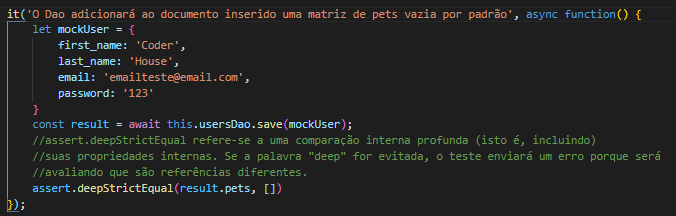 it('O Dao adicionará ao documento inserido uma matriz de pets vazia por padrão', async function() {
let mockUser = {
first_name: 'Coder',
last_name: 'House',
email: 'emailteste@email.com',
password: '123'
}
const result = await this.usersDao.save(mockUser);
//assert.deepStrictEqual refere-se a uma comparação interna profunda (isto é, incluindo)
//suas propriedades internas. Se a palavra "deep" for evitada, o teste enviará um erro porque será
//avaliando que são referências diferentes.
assert.deepStrictEqual(result.pets, [])
});